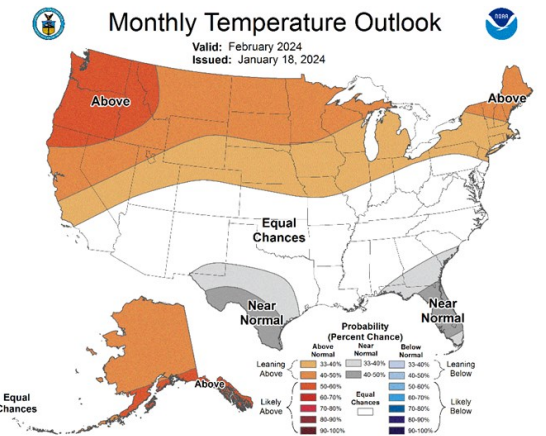 Monthly Temperature Outlook
Valid: February 2024
Issued: January 18, 2024
NOAA
Above
Above
Equal
Chances
Near
Normal
Near
Normal
Above
Equal
Chances
Probability
(Percent Chance)
Above
Normal
Near
Normal
Below
Normal
Leaning
Above
33-40%
33-40%
33-40%
Leaning
Below
40-50%
40-50%
40-50%
50-60%
50-60%
Likely
Above
60-70%
Equal
Chances
60-70%
Likely
Below
70-80%
70-80%
80-90%
80-90%
90-100%
90-100%